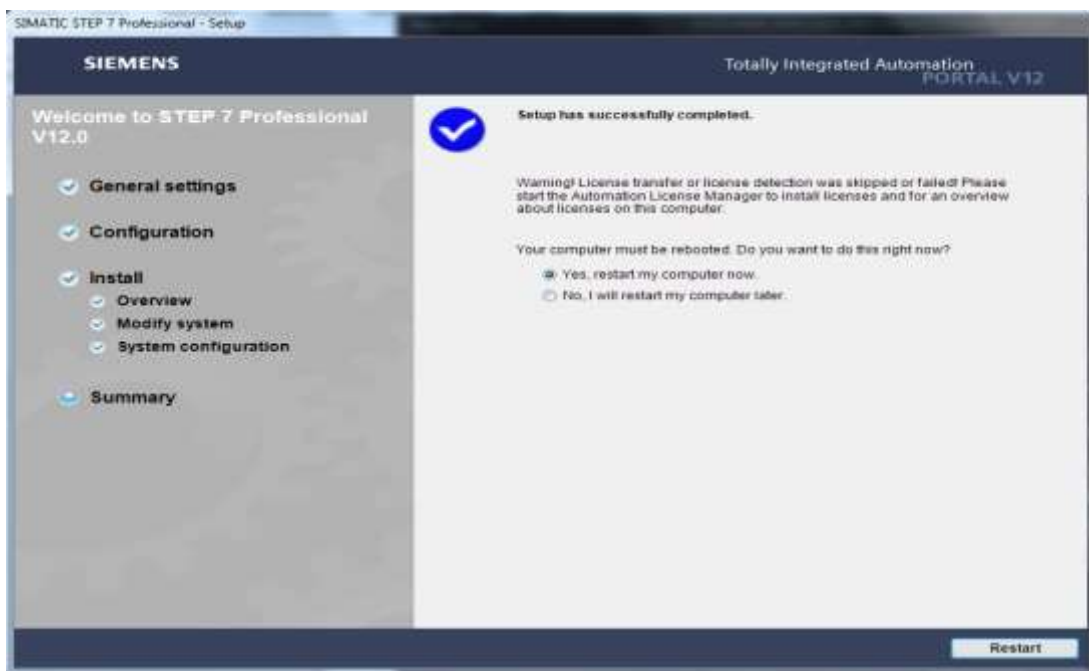 SIMATIC STEP 7 Professional - Setup
SIEMENS
Totally Integrated Automation
PORTAL V12
Welcome to STEP 7 Professional
V12.0
General settings
Configuration
Install
Overview
Modify system
System configuration
Summary
Setup has successfully completed.
Warning! License transfer or license detection was skipped or failed! Please
start the Automation License Manager to install licenses and for an overview
about licenses on this computer.
Your computer must be rebooted. Do you want to do this right now?
Yes, restart my computer now.
No, I will restart my computer later.
Restart